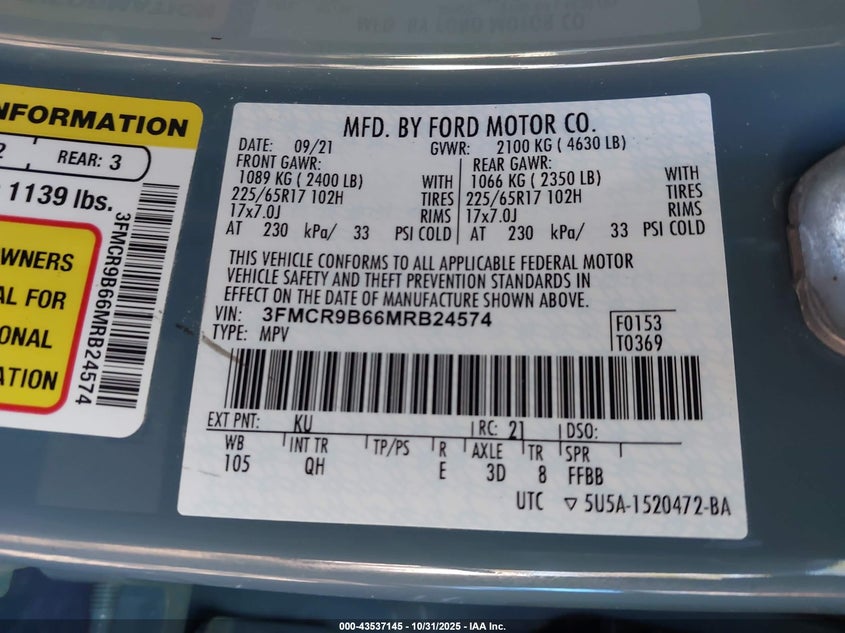 MFD. BY FORD MOTOR CO.
DATE: 09/21 GVWR: 2100 KG ( 4630 LB)
FRONT GAWR: REAR GAWR:
1089 KG ( 2400 LB) WITH 1066 KG ( 2350 LB) WITH
225/65R17 102H TIRES 225/65R17 102H TIRES
17x7.0J RIMS 17x7.0J RIMS
AT 230 kPa/ 33 PSI COLD AT 230 kPa/ 33 PSI COLD
THIS VEHICLE CONFORMS TO ALL APPLICABLE FEDERAL MOTOR
VEHICLE SAFETY AND THEFT PREVENTION STANDARDS IN
EFFECT ON THE DATE OF MANUFACTURE SHOWN ABOVE.
VIN: 3FMCR9B66MRB24574 F0153
TYPE: MPV T0369
EXT PNT: KU RC: 21 DSO:
WB INT TR TP/PS R AXLE TR SPR
105 QH E 3D 8 FFBB
UTC ▽ 5U5A-1520472-BA
INFORMATION
2 REAR: 3
1139 lbs.
3FMCR9B66MRB24574
OWNERS
FOR
000-43537145 - 10/31/2025 - IAA Inc.